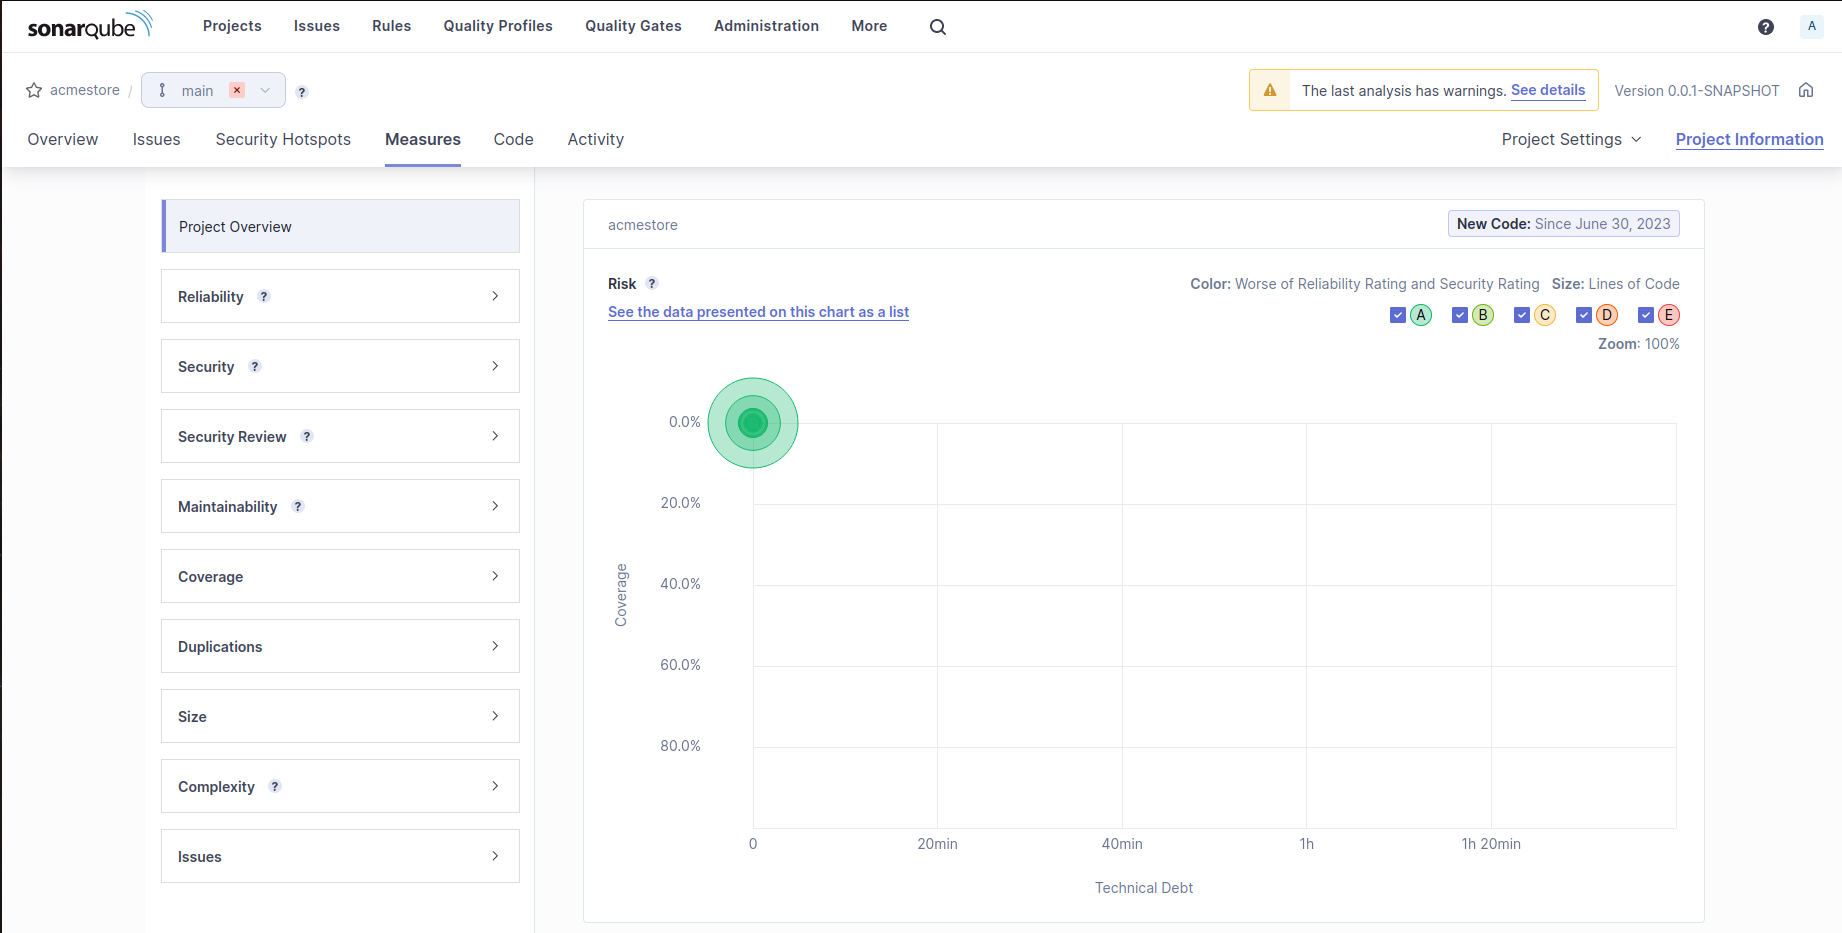 sonarqube Projects Issues Rules Quality Profiles Quality Gates Administration More ? A
acmestore / main × ? The last analysis has warnings. See details Version 0.0.1-SNAPSHOT
Overview Issues Security Hotspots Measures Code Activity Project Settings Project Information
Project Overview
Reliability ?
Security ?
Security Review ?
Maintainability ?
Coverage
Duplications
Size
Complexity ?
Issues
acmestore New Code: Since June 30, 2023
Risk ? Color: Worse of Reliability Rating and Security Rating Size: Lines of Code
See the data presented on this chart as a list A B C D E
Zoom: 100%
0.0%
20.0%
40.0%
Coverage
60.0%
80.0%
0 20min 40min 1h 1h 20min
Technical Debt